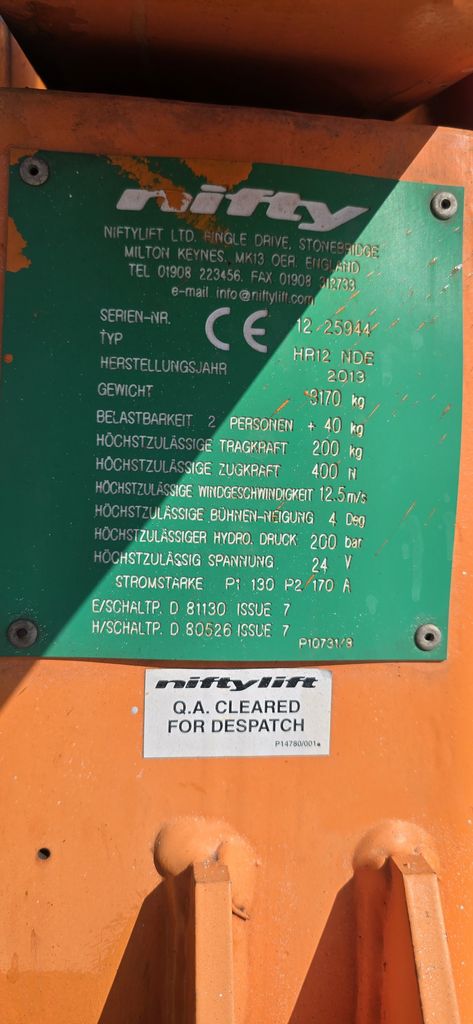 nifty
NIFTYLIFT LTD. FINGLE DRIVE, STONEBRIDGE
MILTON KEYNES, MK13 OER, ENGLAND
TEL 01908 223456, FAX 01908 312733
e-mail info@niftylift.com
SERIEN-NR. CE 12 25944
TYP HR12 NDE
HERSTELLUNGSJAHR 2013
GEWICHT kg
BELASTBARKEIT 2 PERSONEN + 40 kg
HÖCHSTZULÄSSIGE TRAGKRAFT 200 kg
HÖCHSTZULÄSSIGE ZUGKRAFT 400 N
HÖCHSTZULÄSSIGE WINDGESCHWINDIGKEIT 12.5 m/s
HÖCHSTZULÄSSIGE BÜHNEN-NEIGUNG 4 Deg
HÖCHSTZULÄSSIGER HYDRO. DRUCK 200 bar
HÖCHSTZULÄSSIG SPANNUNG 24 V
STROMSTARKE P1 130 P2/170 A
E/SCHALTP. D 81130 ISSUE 7
H/SCHALTP. D 80526 ISSUE 7
P10731/8
niftylift
Q.A. CLEARED
FOR DESPATCH
P14780/001a